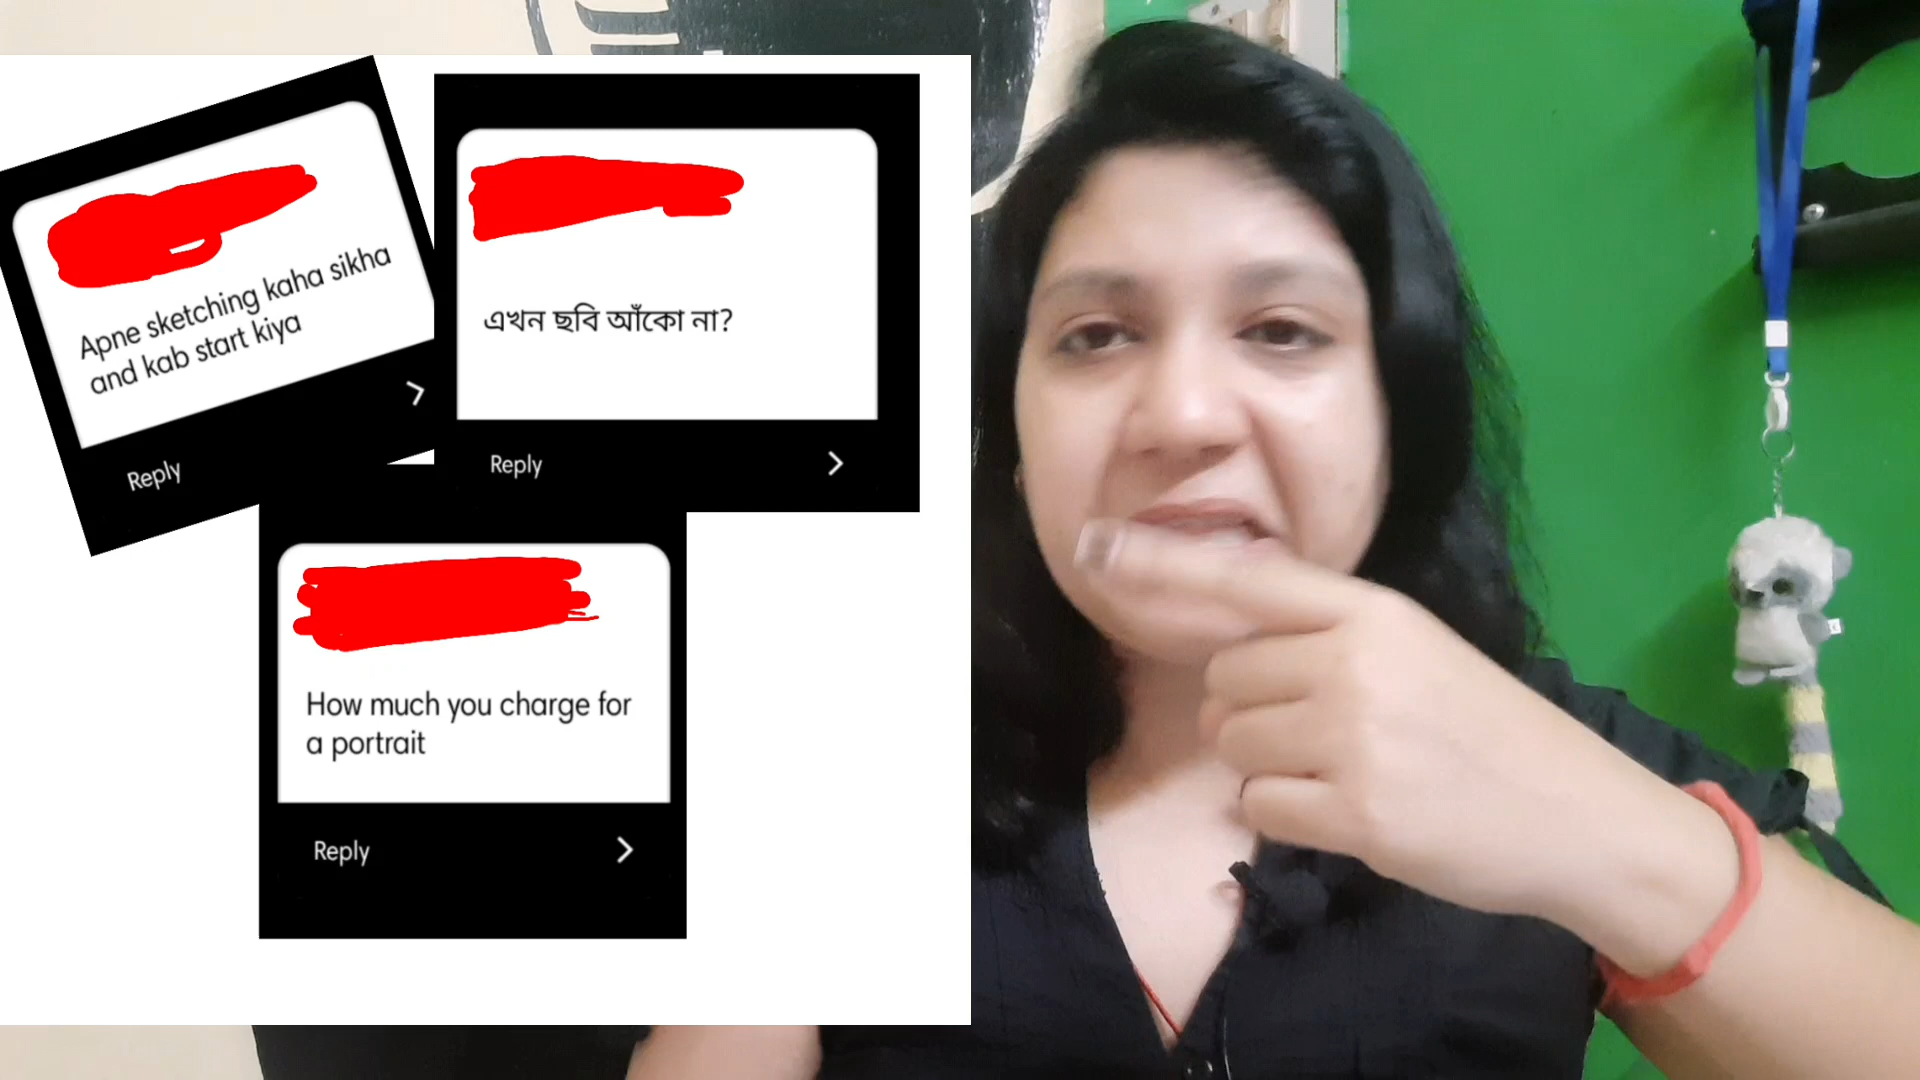 Apne sketching kaha sikha
and kab start kiya
Reply
এখন ছবি আঁকো না?
Reply
How much you charge for
a portrait
Reply